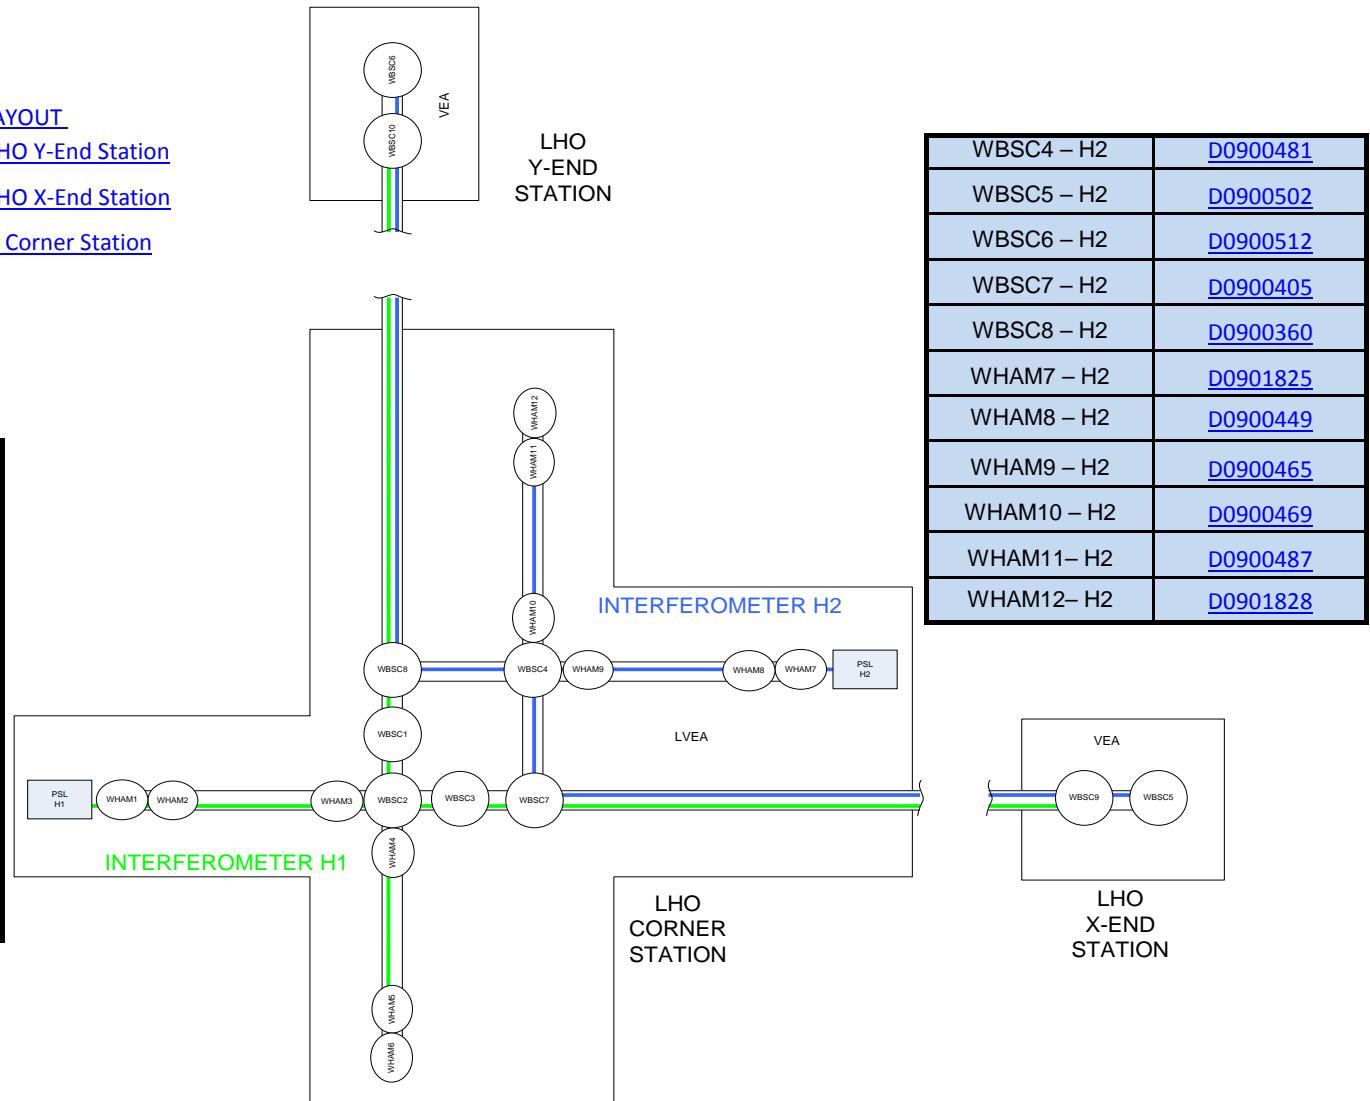 WBSC6
VEA
WBSC10
LHO
Y-END
STATION
AYOUT
HO Y-End Station
HO X-End Station
Corner Station
WBSC4 – H2 D0900481
WBSC5 – H2 D0900502
WBSC6 – H2 D0900512
WBSC7 – H2 D0900405
WBSC8 – H2 D0900360
WHAM7 – H2 D0901825
WHAM8 – H2 D0900449
WHAM9 – H2 D0900465
WHAM10 – H2 D0900469
WHAM11– H2 D0900487
WHAM12– H2 D0901828
WHAM12
WHAM11
WHAM10
INTERFEROMETER H2
WBSC8
WBSC4
WHAM9
WHAM8
WHAM7
PSL
H2
WBSC1
LVEA
VEA
PSL
H1
WHAM1
WHAM2
WHAM3
WBSC2
WBSC3
WBSC7
WBSC9
WBSC5
WHAM4
INTERFEROMETER H1
LHO
CORNER
STATION
LHO
X-END
STATION
WHAM5
WHAM6